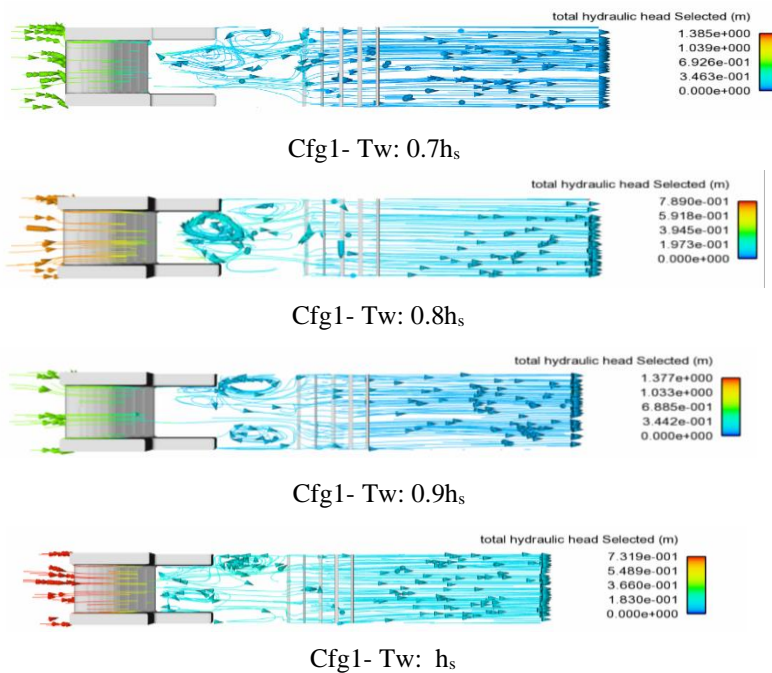 total hydraulic head Selected (m)
1.385e+000
1.039e+000
6.926e-001
3.463e-001
0.000e+000
Cfg1- Tw: 0.7hs
total hydraulic head Selected (m)
7.890e-001
5.918e-001
3.945e-001
1.973e-001
0.000e+000
Cfg1- Tw: 0.8hs
total hydraulic head Selected (m)
1.377e+000
1.033e+000
6.885e-001
3.442e-001
0.000e+000
Cfg1- Tw: 0.9hs
total hydraulic head Selected (m)
7.319e-001
5.489e-001
3.660e-001
1.830e-001
0.000e+000
Cfg1- Tw: hs